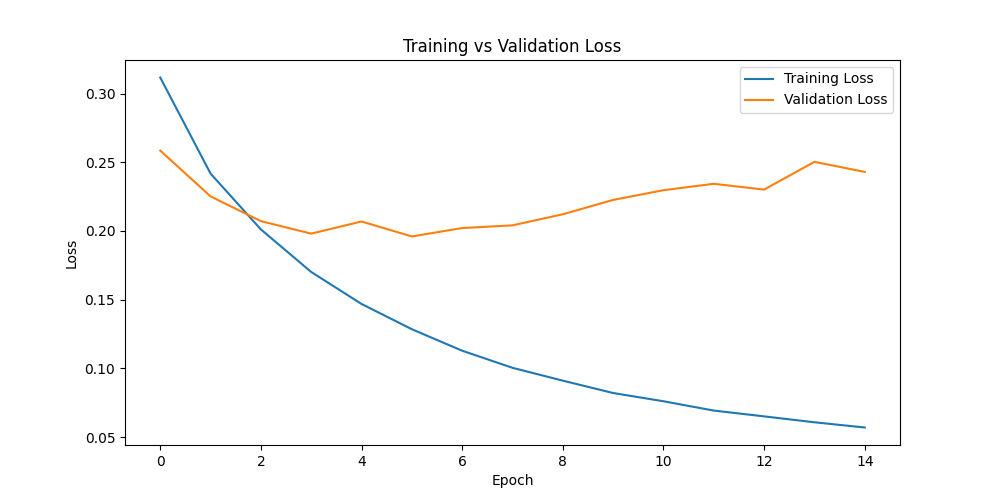 Training vs Validation Loss
Training Loss
Validation Loss
0.30
0.25
0.20
0.15
0.10
0.05
Loss
0 2 4 6 8 10 12 14
Epoch